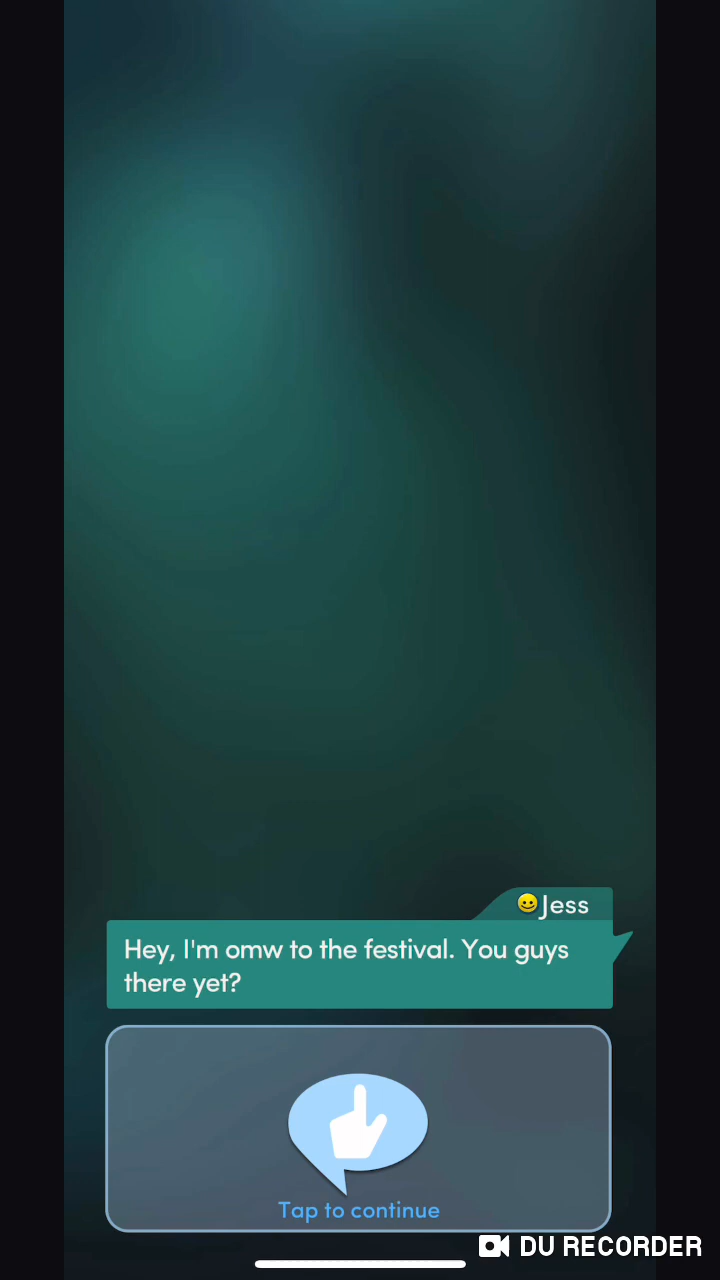 Jess
Hey, I'm omw to the festival. You guys
there yet?
Tap to continue
DU RECORDER